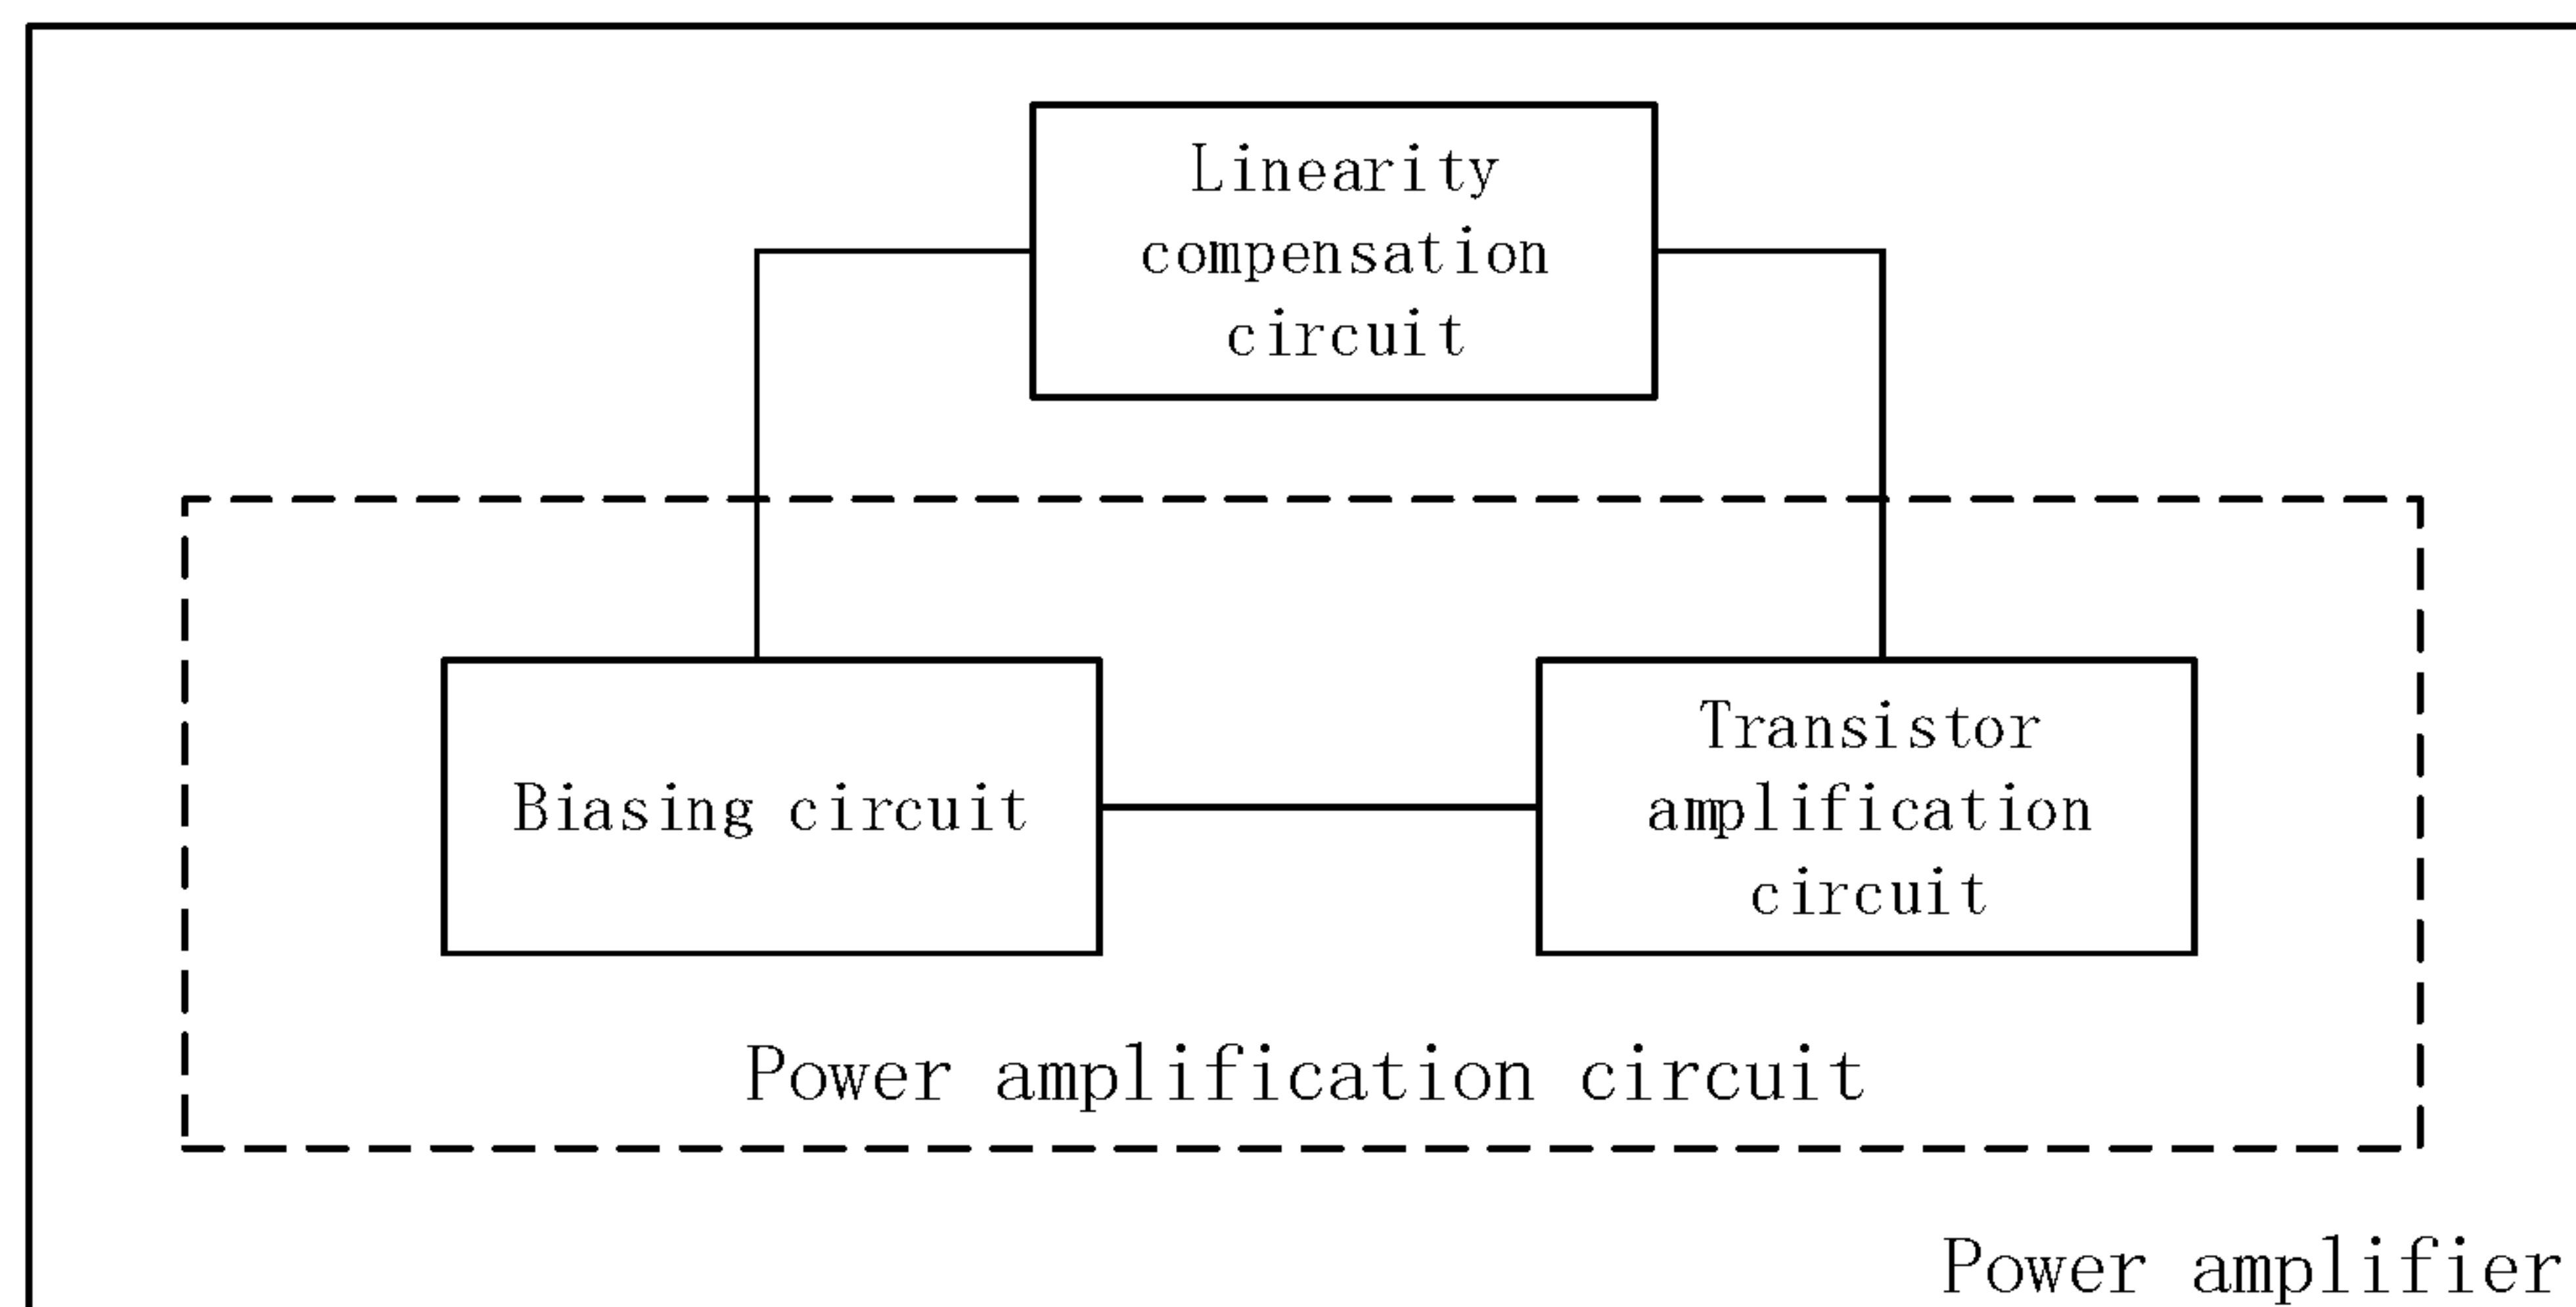 Linearity
compensation
circuit
Biasing circuit
Transistor
amplification
circuit
Power amplification circuit
Power amplifier